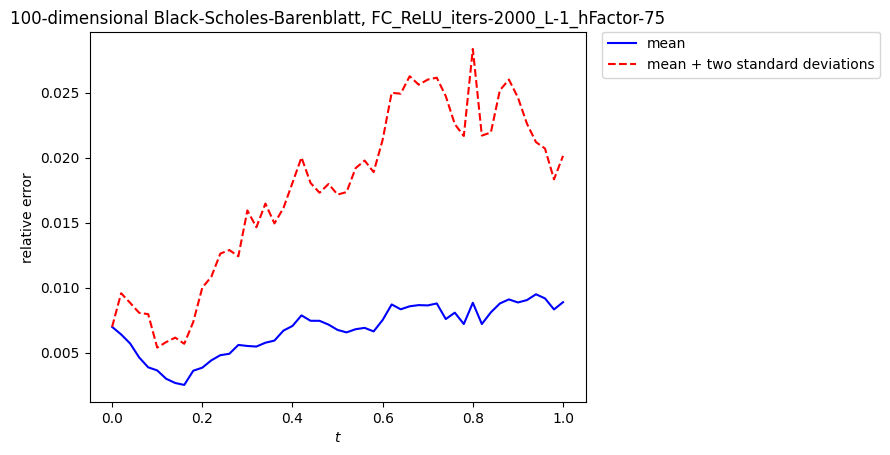 100-dimensional Black-Scholes-Barenblatt, FC_ReLU_iters-2000_L-1_hFactor-75
mean
mean + two standard deviations
relative error
0.025
0.020
0.015
0.010
0.005
0.0 0.2 0.4 0.6 0.8 1.0
t